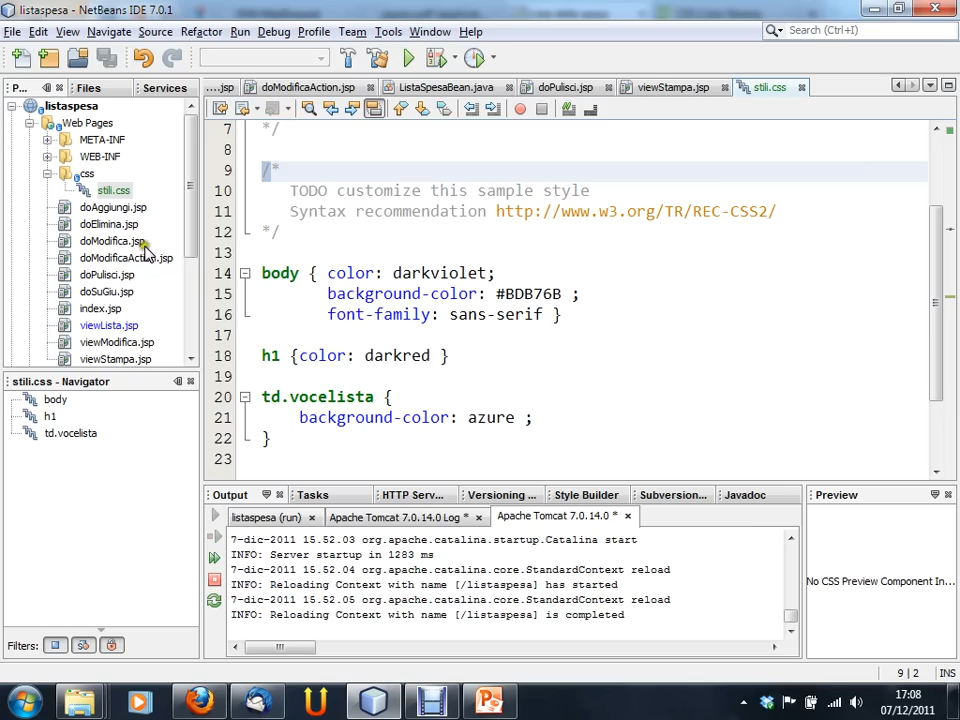 listaspesa - NetBeans IDE 7.0.1
File Edit View Navigate Source Refactor Run Debug Profile Team Tools Window Help
Search (Ctrl+I)
P... Files Services
....jsp doModificaAction.jsp ListaSpesaBean.java doPulisci.jsp viewStampa.jsp stili.css
listaspesa
Web Pages
META-INF
WEB-INF
css
stili.css
doAggiungi.jsp
doElimina.jsp
doModifica.jsp
doModificaAction.jsp
doPulisci.jsp
doSuGiu.jsp
index.jsp
viewLista.jsp
viewModifica.jsp
viewStampa.jsp
stili.css - Navigator
body
h1
td.vocelista
Filters:
7 */
8
9 /*
10 TODO customize this sample style
11 Syntax recommendation http://www.w3.org/TR/REC-CSS2/
12 */
13
14 body { color: darkviolet;
15 background-color: #BDB76B ;
16 font-family: sans-serif }
17
18 h1 {color: darkred }
19
20 td.vocelista {
21 background-color: azure ;
22 }
23
Output Tasks HTTP Serv... Versioning ... Style Builder Subversion... Javadoc
listaspesa (run) Apache Tomcat 7.0.14.0 Log * Apache Tomcat 7.0.14.0 *
7-dic-2011 15.52.03 org.apache.catalina.startup.Catalina start
INFO: Server startup in 1283 ms
7-dic-2011 15.52.04 org.apache.catalina.core.StandardContext reload
INFO: Reloading Context with name [/listaspesa] has started
7-dic-2011 15.52.05 org.apache.catalina.core.StandardContext reload
INFO: Reloading Context with name [/listaspesa] is completed
Preview
No CSS Preview Component In...
9 | 2 INS
17:08
07/12/2011